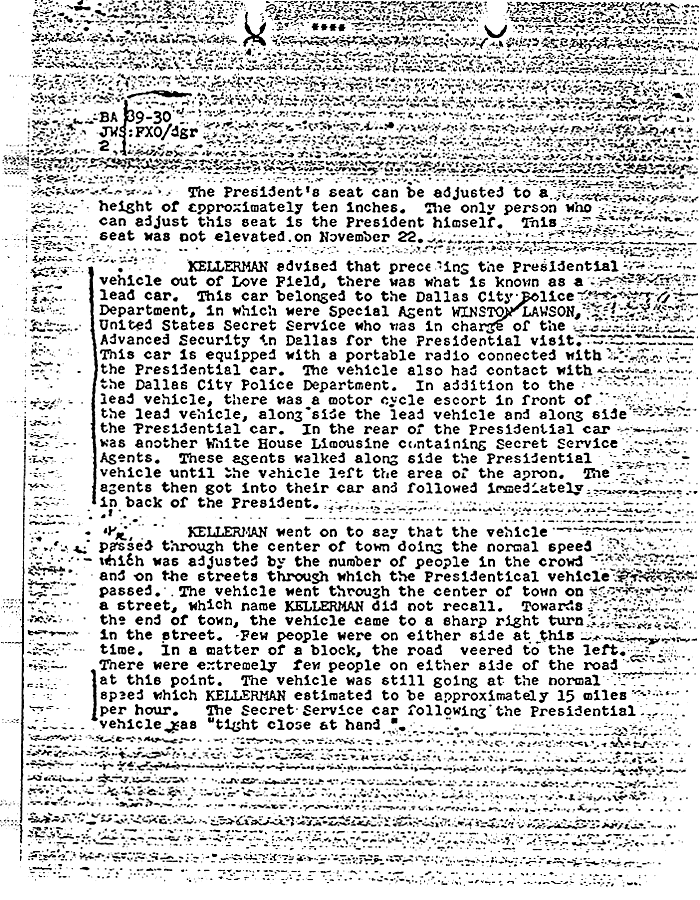 ****
BA 89-30
JWS:FXO/dgr
2
The President's seat can be adjusted to a
height of approximately ten inches. The only person who
can adjust this seat is the President himself. This
seat was not elevated on November 22.
KELLERMAN advised that preceding the Presidential
vehicle out of Love Field, there was what is known as a
lead car. This car belonged to the Dallas City Police
Department, in which were Special Agent WINSTON LAWSON,
United States Secret Service who was in charge of the
Advanced Security in Dallas for the Presidential visit.
This car is equipped with a portable radio connected with
the Presidential car. The vehicle also had contact with
the Dallas City Police Department. In addition to the
lead vehicle, there was a motor cycle escort in front of
the lead vehicle, along side the lead vehicle and along side
the Presidential car. In the rear of the Presidential car
was another White House Limousine containing Secret Service
Agents. These agents walked along side the Presidential
vehicle until the vehicle left the area of the apron. The
agents then got into their car and followed immediately
in back of the President.
KELLERMAN went on to say that the vehicle
passed through the center of town doing the normal speed
which was adjusted by the number of people in the crowd
and on the streets through which the Presidentical vehicle
passed. The vehicle went through the center of town on
a street, which name KELLERMAN did not recall. Towards
the end of town, the vehicle came to a sharp right turn
in the street. Few people were on either side at this
time. In a matter of a block, the road veered to the left.
There were extremely few people on either side of the road
at this point. The vehicle was still going at the normal
speed which KELLERMAN estimated to be approximately 15 miles
per hour. The Secret Service car following the Presidential
vehicle was "tight close at hand ".